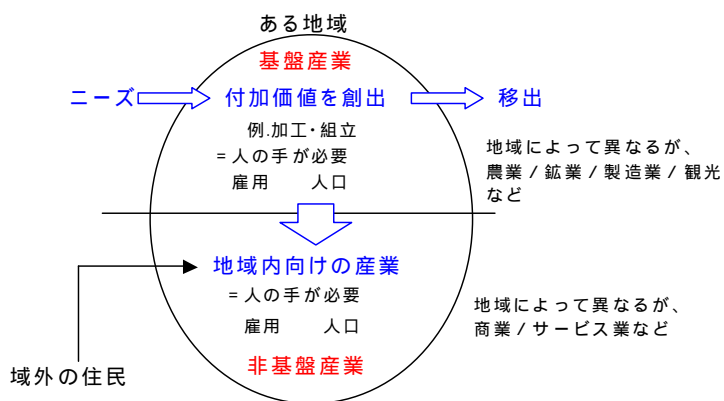 ある地域
基盤産業
ニーズ 付加価値を創出 移出
例.加工・組立
=人の手が必要
雇用 人口
地域によって異なるが、
農業/鉱業/製造業/観光
など
地域内向けの産業
=人の手が必要
雇用 人口
地域によって異なるが、
商業/サービス業など
非基盤産業
域外の住民